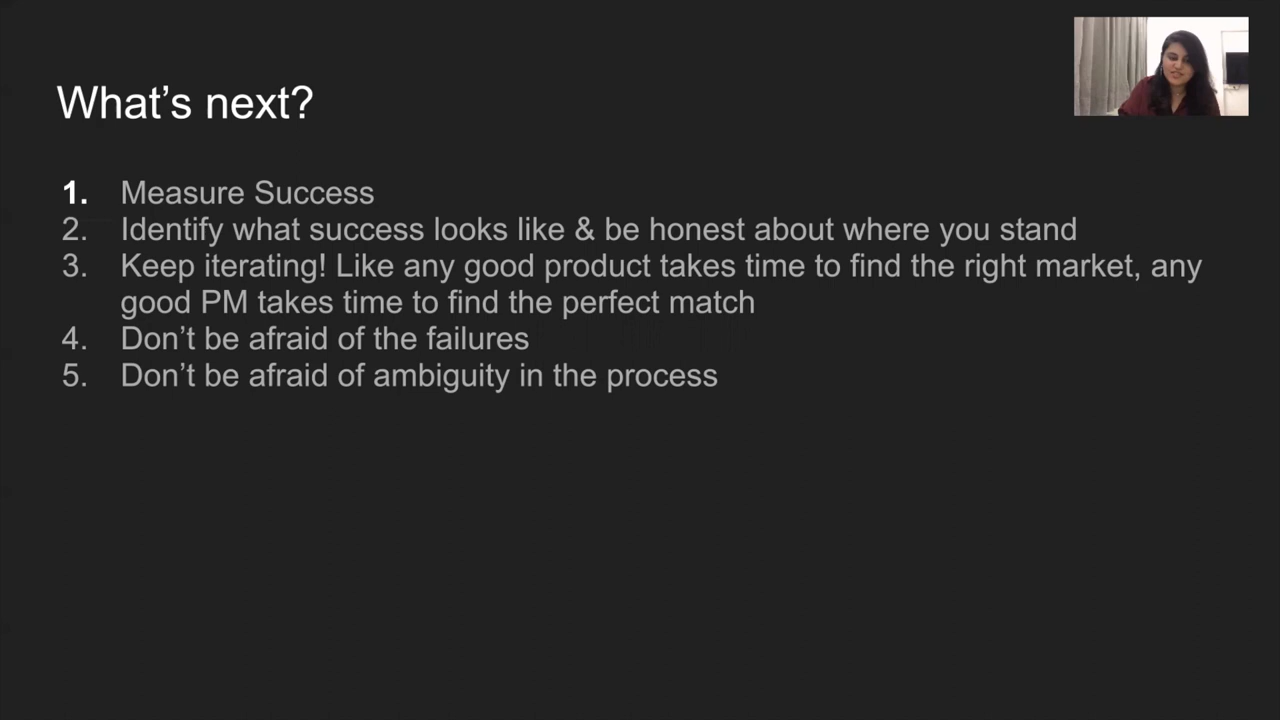 What’s next?
1. Measure Success
2. Identify what success looks like & be honest about where you stand
3. Keep iterating! Like any good product takes time to find the right market, any
good PM takes time to find the perfect match
4. Don’t be afraid of the failures
5. Don’t be afraid of ambiguity in the process